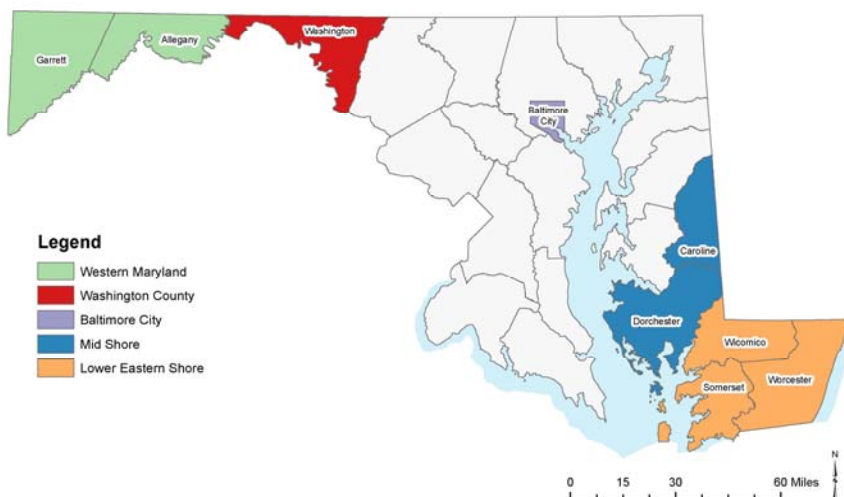 Garrett
Allegany
Washington
Baltimore
City
Caroline
Dorchester
Wicomico
Somerset
Worcester
Legend
Western Maryland
Washington County
Baltimore City
Mid Shore
Lower Eastern Shore
N
0 15 30 60 Miles